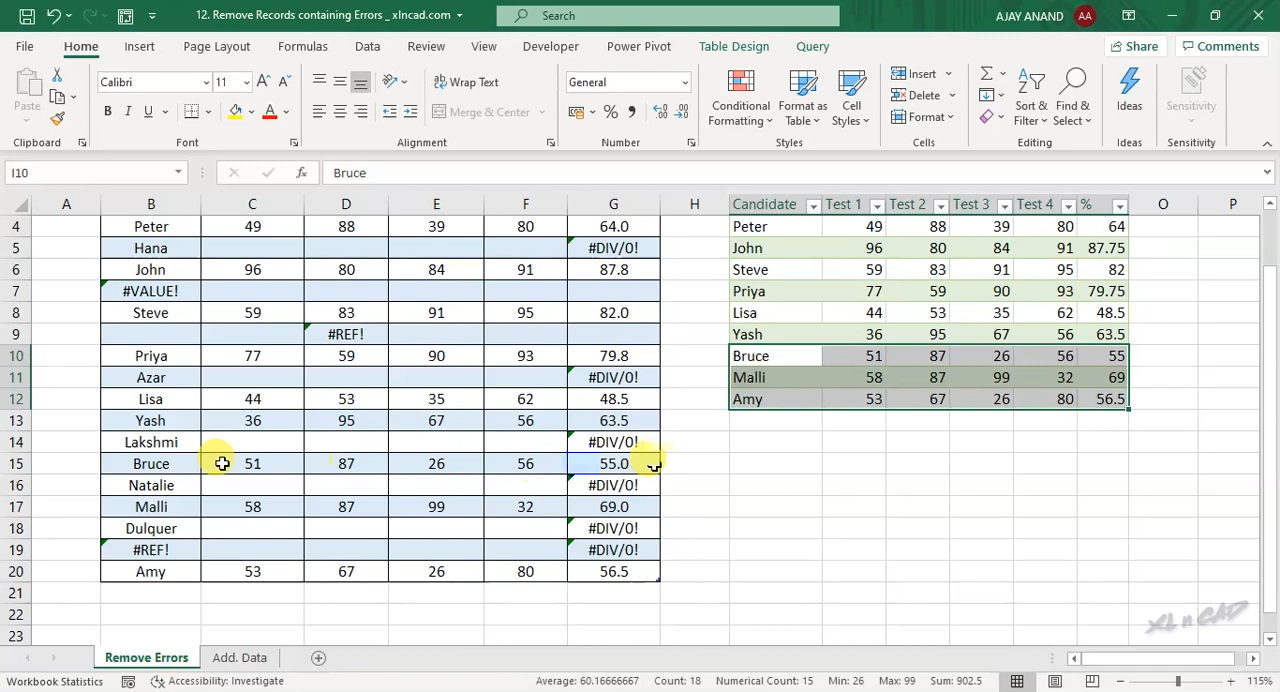 12. Remove Records containing Errors _ xlncad.com
Search
AJAY ANAND AA
File Home Insert Page Layout Formulas Data Review View Developer Power Pivot Table Design Query Share Comments
Paste
Calibri 11
Wrap Text
General
Merge & Center
Conditional Formatting
Format as Table
Cell Styles
Insert
Delete
Format
Sort & Filter
Find & Select
Ideas
Sensitivity
Clipboard Font Alignment Number Styles Cells Editing Ideas Sensitivity
I10 fx Bruce
A B C D E F G H Candidate Test 1 Test 2 Test 3 Test 4 % O P
4 Peter 49 88 39 80 64.0 Peter 49 88 39 80 64
5 Hana #DIV/0! John 96 80 84 91 87.75
6 John 96 80 84 91 87.8 Steve 59 83 91 95 82
7 #VALUE! Priya 77 59 90 93 79.75
8 Steve 59 83 91 95 82.0 Lisa 44 53 35 62 48.5
9 #REF! Yash 36 95 67 56 63.5
10 Priya 77 59 90 93 79.8 Bruce 51 87 26 56 55
11 Azar #DIV/0! Malli 58 87 99 32 69
12 Lisa 44 53 35 62 48.5 Amy 53 67 26 80 56.5
13 Yash 36 95 67 56 63.5
14 Lakshmi #DIV/0!
15 Bruce 51 87 26 56 55.0
16 Natalie #DIV/0!
17 Malli 58 87 99 32 69.0
18 Dulquer #DIV/0!
19 #REF! #DIV/0!
20 Amy 53 67 26 80 56.5
21
22
23
XL n CAD
Remove Errors Add. Data
Workbook Statistics Accessibility: Investigate Average: 60.16666667 Count: 18 Numerical Count: 15 Min: 26 Max: 99 Sum: 902.5 115%